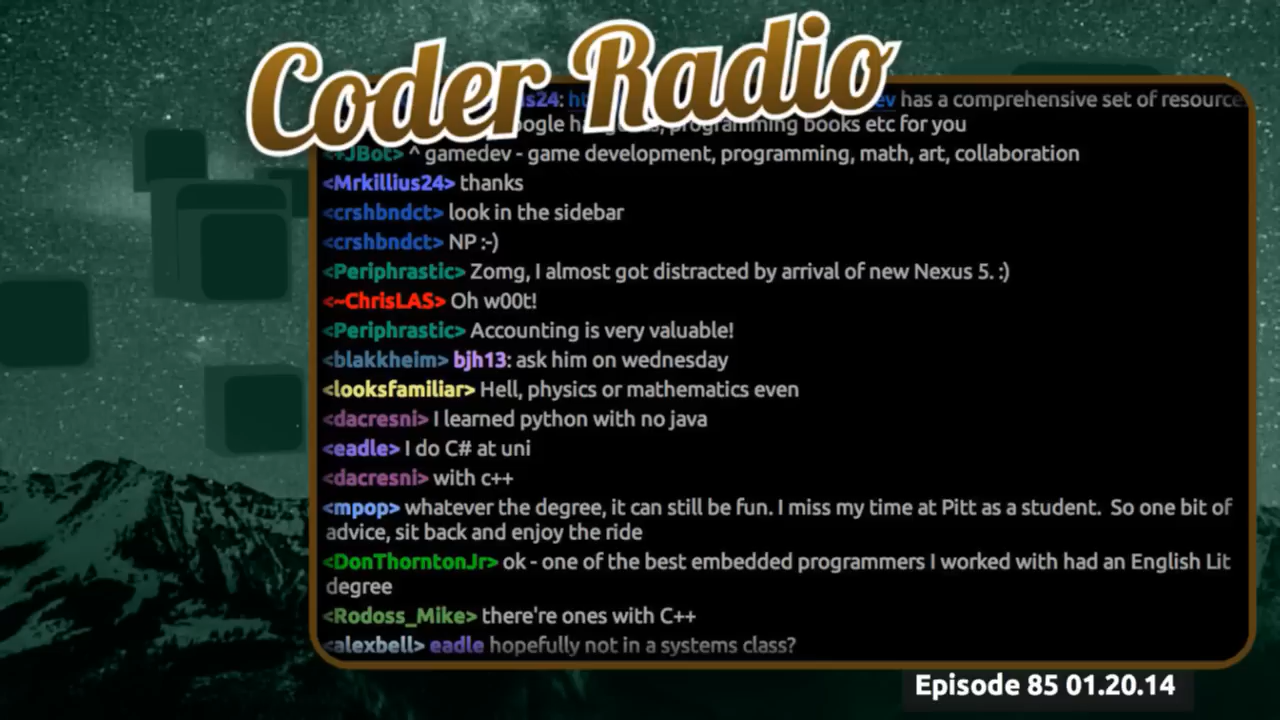 Coder Radio
s24: ht ev has a comprehensive set of resource
oogle ha programming books etc for you
<+JBot> ^ gamedev - game development, programming, math, art, collaboration
<Mrkillius24> thanks
<crshbndct> look in the sidebar
<crshbndct> NP :-)
<Periphrastic> Zomg, I almost got distracted by arrival of new Nexus 5. :)
<~ChrisLAS> Oh w00t!
<Periphrastic> Accounting is very valuable!
<blakkheim> bjh13: ask him on wednesday
<looksfamiliar> Hell, physics or mathematics even
<dacresni> I learned python with no java
<eadle> I do C# at uni
<dacresni> with c++
<mpop> whatever the degree, it can still be fun. I miss my time at Pitt as a student. So one bit of
advice, sit back and enjoy the ride
<DonThorntonJr> ok - one of the best embedded programmers I worked with had an English Lit
degree
<Rodoss_Mike> there're ones with C++
<alexbell> eadle hopefully not in a systems class?
Episode 85 01.20.14